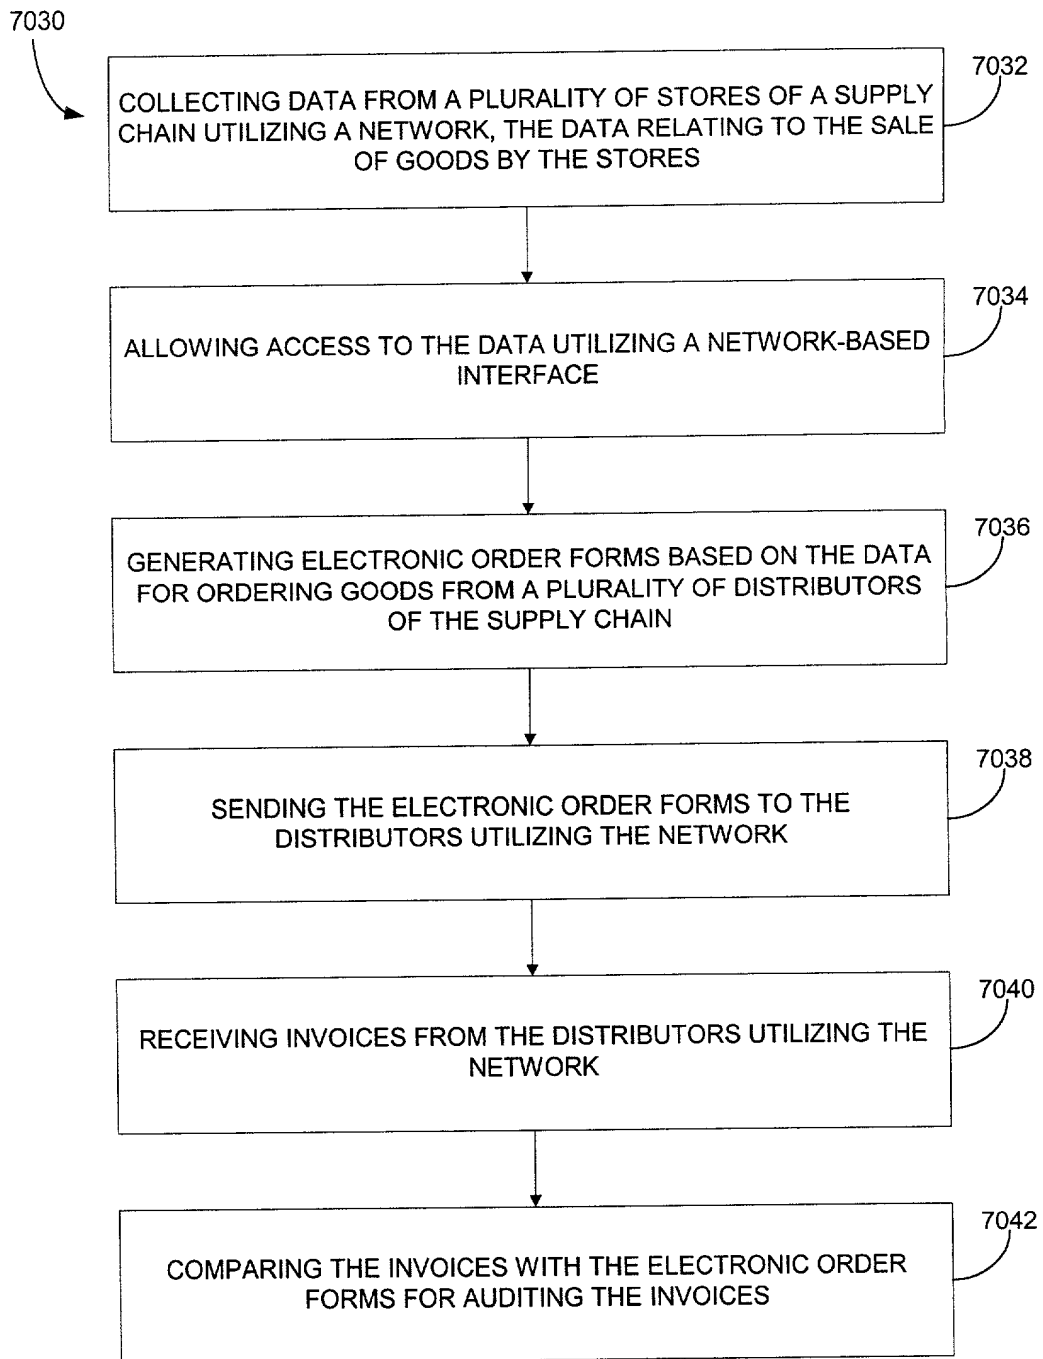 7030
7032
COLLECTING DATA FROM A PLURALITY OF STORES OF A SUPPLY
CHAIN UTILIZING A NETWORK, THE DATA RELATING TO THE SALE
OF GOODS BY THE STORES
7034
ALLOWING ACCESS TO THE DATA UTILIZING A NETWORK-BASED
INTERFACE
7036
GENERATING ELECTRONIC ORDER FORMS BASED ON THE DATA
FOR ORDERING GOODS FROM A PLURALITY OF DISTRIBUTORS
OF THE SUPPLY CHAIN
7038
SENDING THE ELECTRONIC ORDER FORMS TO THE
DISTRIBUTORS UTILIZING THE NETWORK
7040
RECEIVING INVOICES FROM THE DISTRIBUTORS UTILIZING THE
NETWORK
7042
COMPARING THE INVOICES WITH THE ELECTRONIC ORDER
FORMS FOR AUDITING THE INVOICES